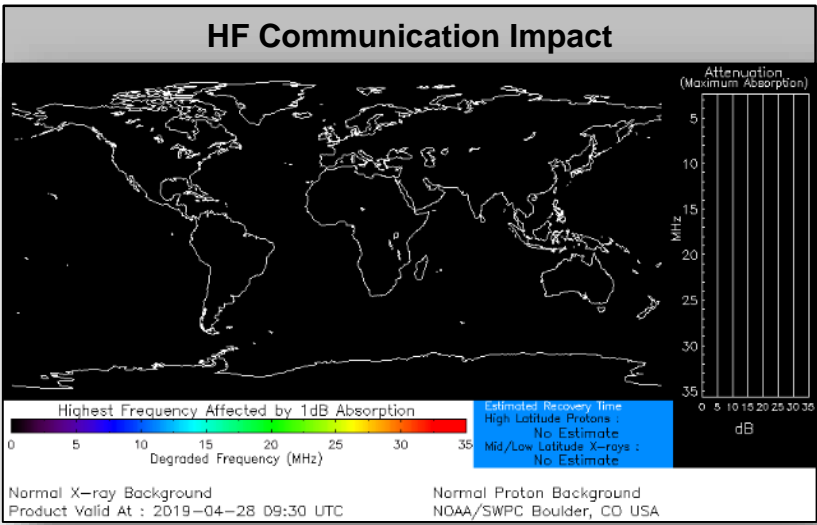 HF Communication Impact
Attenuation
(Maximum Absorption)
5
10
15
MHz
20
25
30
35
0 5 10 15 20 25 30 35
dB
Highest Frequency Affected by 1dB Absorption
0 5 10 15 20 25 30 35
Degraded Frequency (MHz)
Estimated Recovery Time
High Latitude Protons :
No Estimate
Mid/Low Latitude X-rays :
No Estimate
Normal X-ray Background
Product Valid At : 2019-04-28 09:30 UTC
Normal Proton Background
NOAA/SWPC Boulder, CO USA